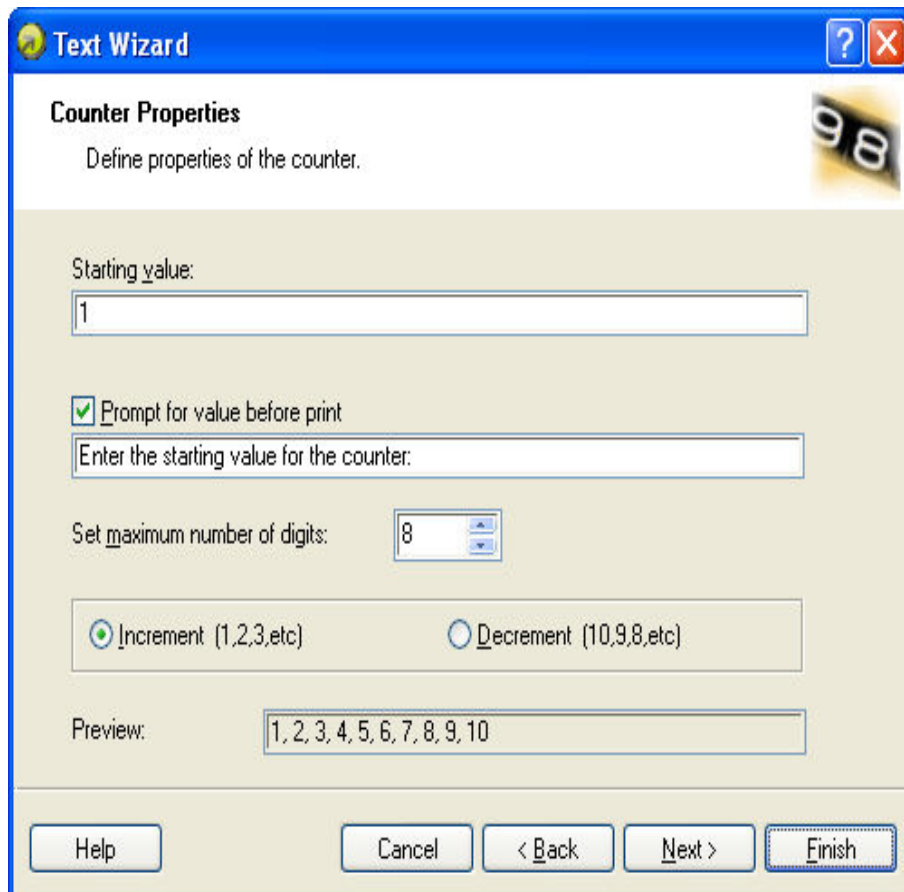 Text Wizard
Counter Properties
Define properties of the counter.
98
Starting value:
1
Prompt for value before print
Enter the starting value for the counter:
Set maximum number of digits: 8
Increment (1,2,3,etc) Decrement (10,9,8,etc)
Preview: 1, 2, 3, 4, 5, 6, 7, 8, 9, 10
Help Cancel < Back Next > Finish